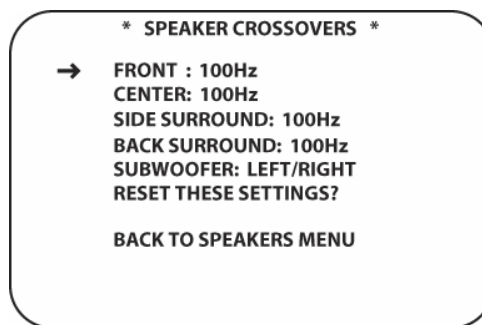 * SPEAKER CROSSOVERS *
→ FRONT : 100Hz
CENTER: 100Hz
SIDE SURROUND: 100Hz
BACK SURROUND: 100Hz
SUBWOOFER: LEFT/RIGHT
RESET THESE SETTINGS?
BACK TO SPEAKERS MENU